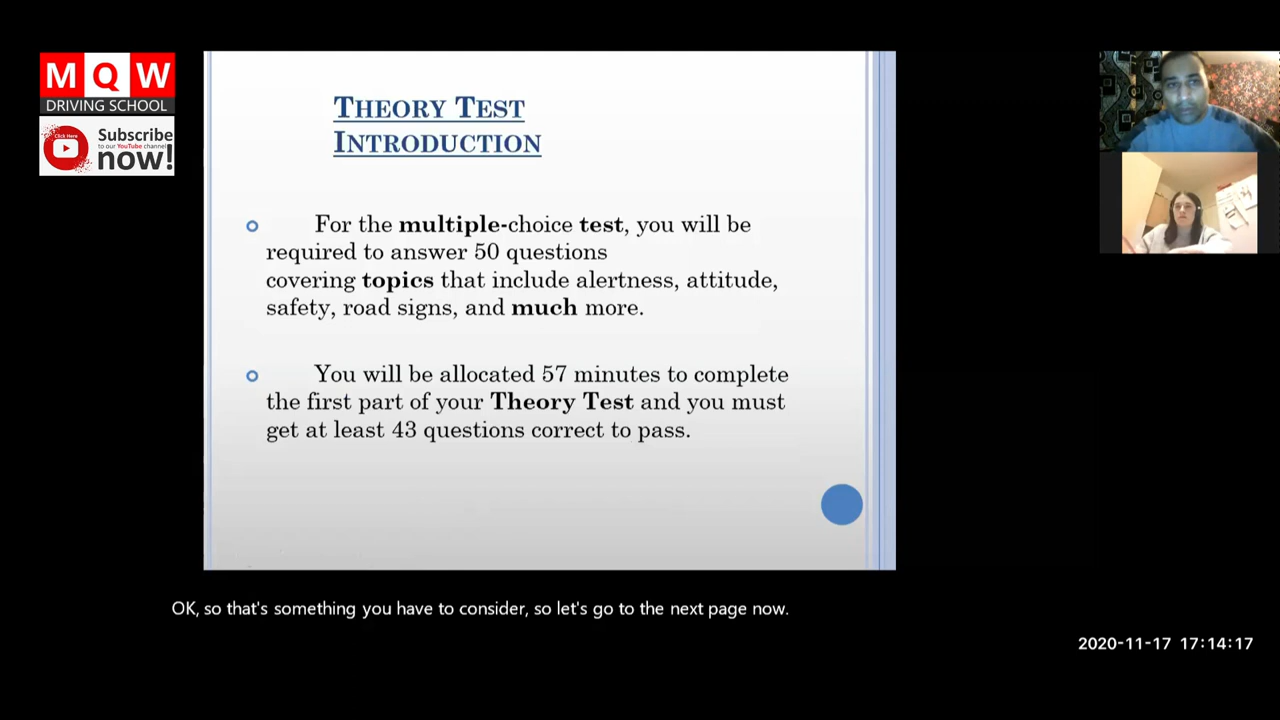 MQW
DRIVING SCHOOL
Click Here
Subscribe
to our YouTube channel
now!
THEORY TEST
INTRODUCTION
For the multiple-choice test, you will be
required to answer 50 questions
covering topics that include alertness, attitude,
safety, road signs, and much more.
You will be allocated 57 minutes to complete
the first part of your Theory Test and you must
get at least 43 questions correct to pass.
OK, so that's something you have to consider, so let's go to the next page now.
2020-11-17 17:14:17